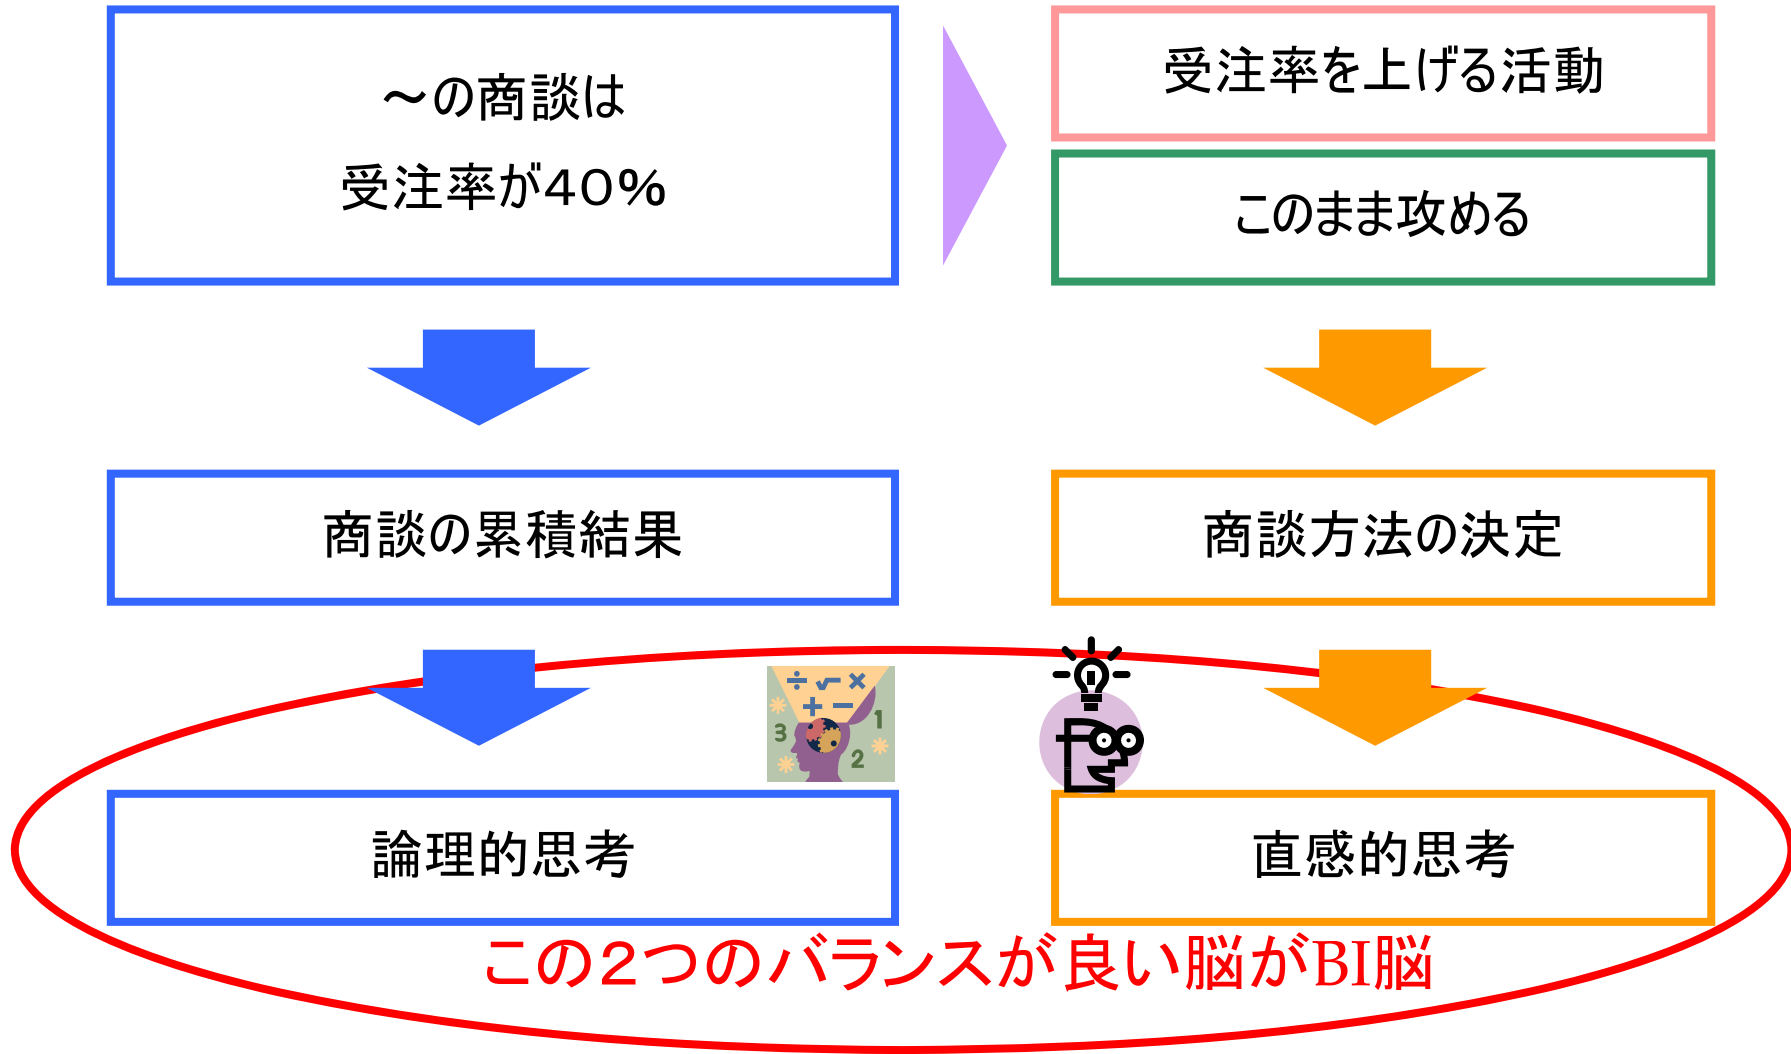 ～の商談は
受注率が40%
受注率を上げる活動
このまま攻める
商談の累積結果
商談方法の決定
÷ √ ×
+ −
3
1
2
論理的思考
直感的思考
この２つのバランスが良い脳がBI脳